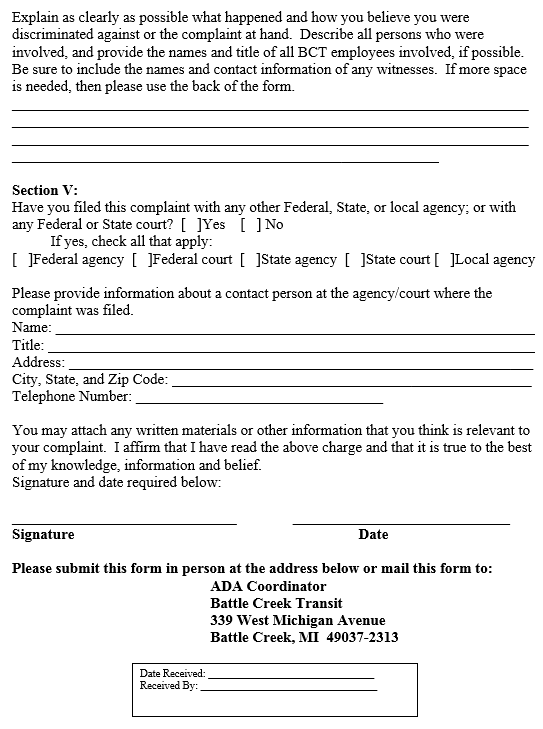 Explain as clearly as possible what happened and how you believe you were
discriminated against or the complaint at hand.  Describe all persons who were
involved, and provide the names and title of all BCT employees involved, if possible.
Be sure to include the names and contact information of any witnesses.  If more space
is needed, then please use the back of the form.
Section V:
Have you filed this complaint with any other Federal, State, or local agency; or with
any Federal or State court?  [  ]Yes  [  ] No
If yes, check all that apply:
[  ]Federal agency  [  ]Federal court  [  ]State agency  [  ]State court [  ]Local agency
Please provide information about a contact person at the agency/court where the
complaint was filed.
Name:
Title:
Address:
City, State, and Zip Code:
Telephone Number:
You may attach any written materials or other information that you think is relevant to
your complaint.  I affirm that I have read the above charge and that it is true to the best
of my knowledge, information and belief.
Signature and date required below:
Signature Date
Please submit this form in person at the address below or mail this form to:
ADA Coordinator
Battle Creek Transit
339 West Michigan Avenue
Battle Creek, MI  49037-2313
Date Received:
Received By: